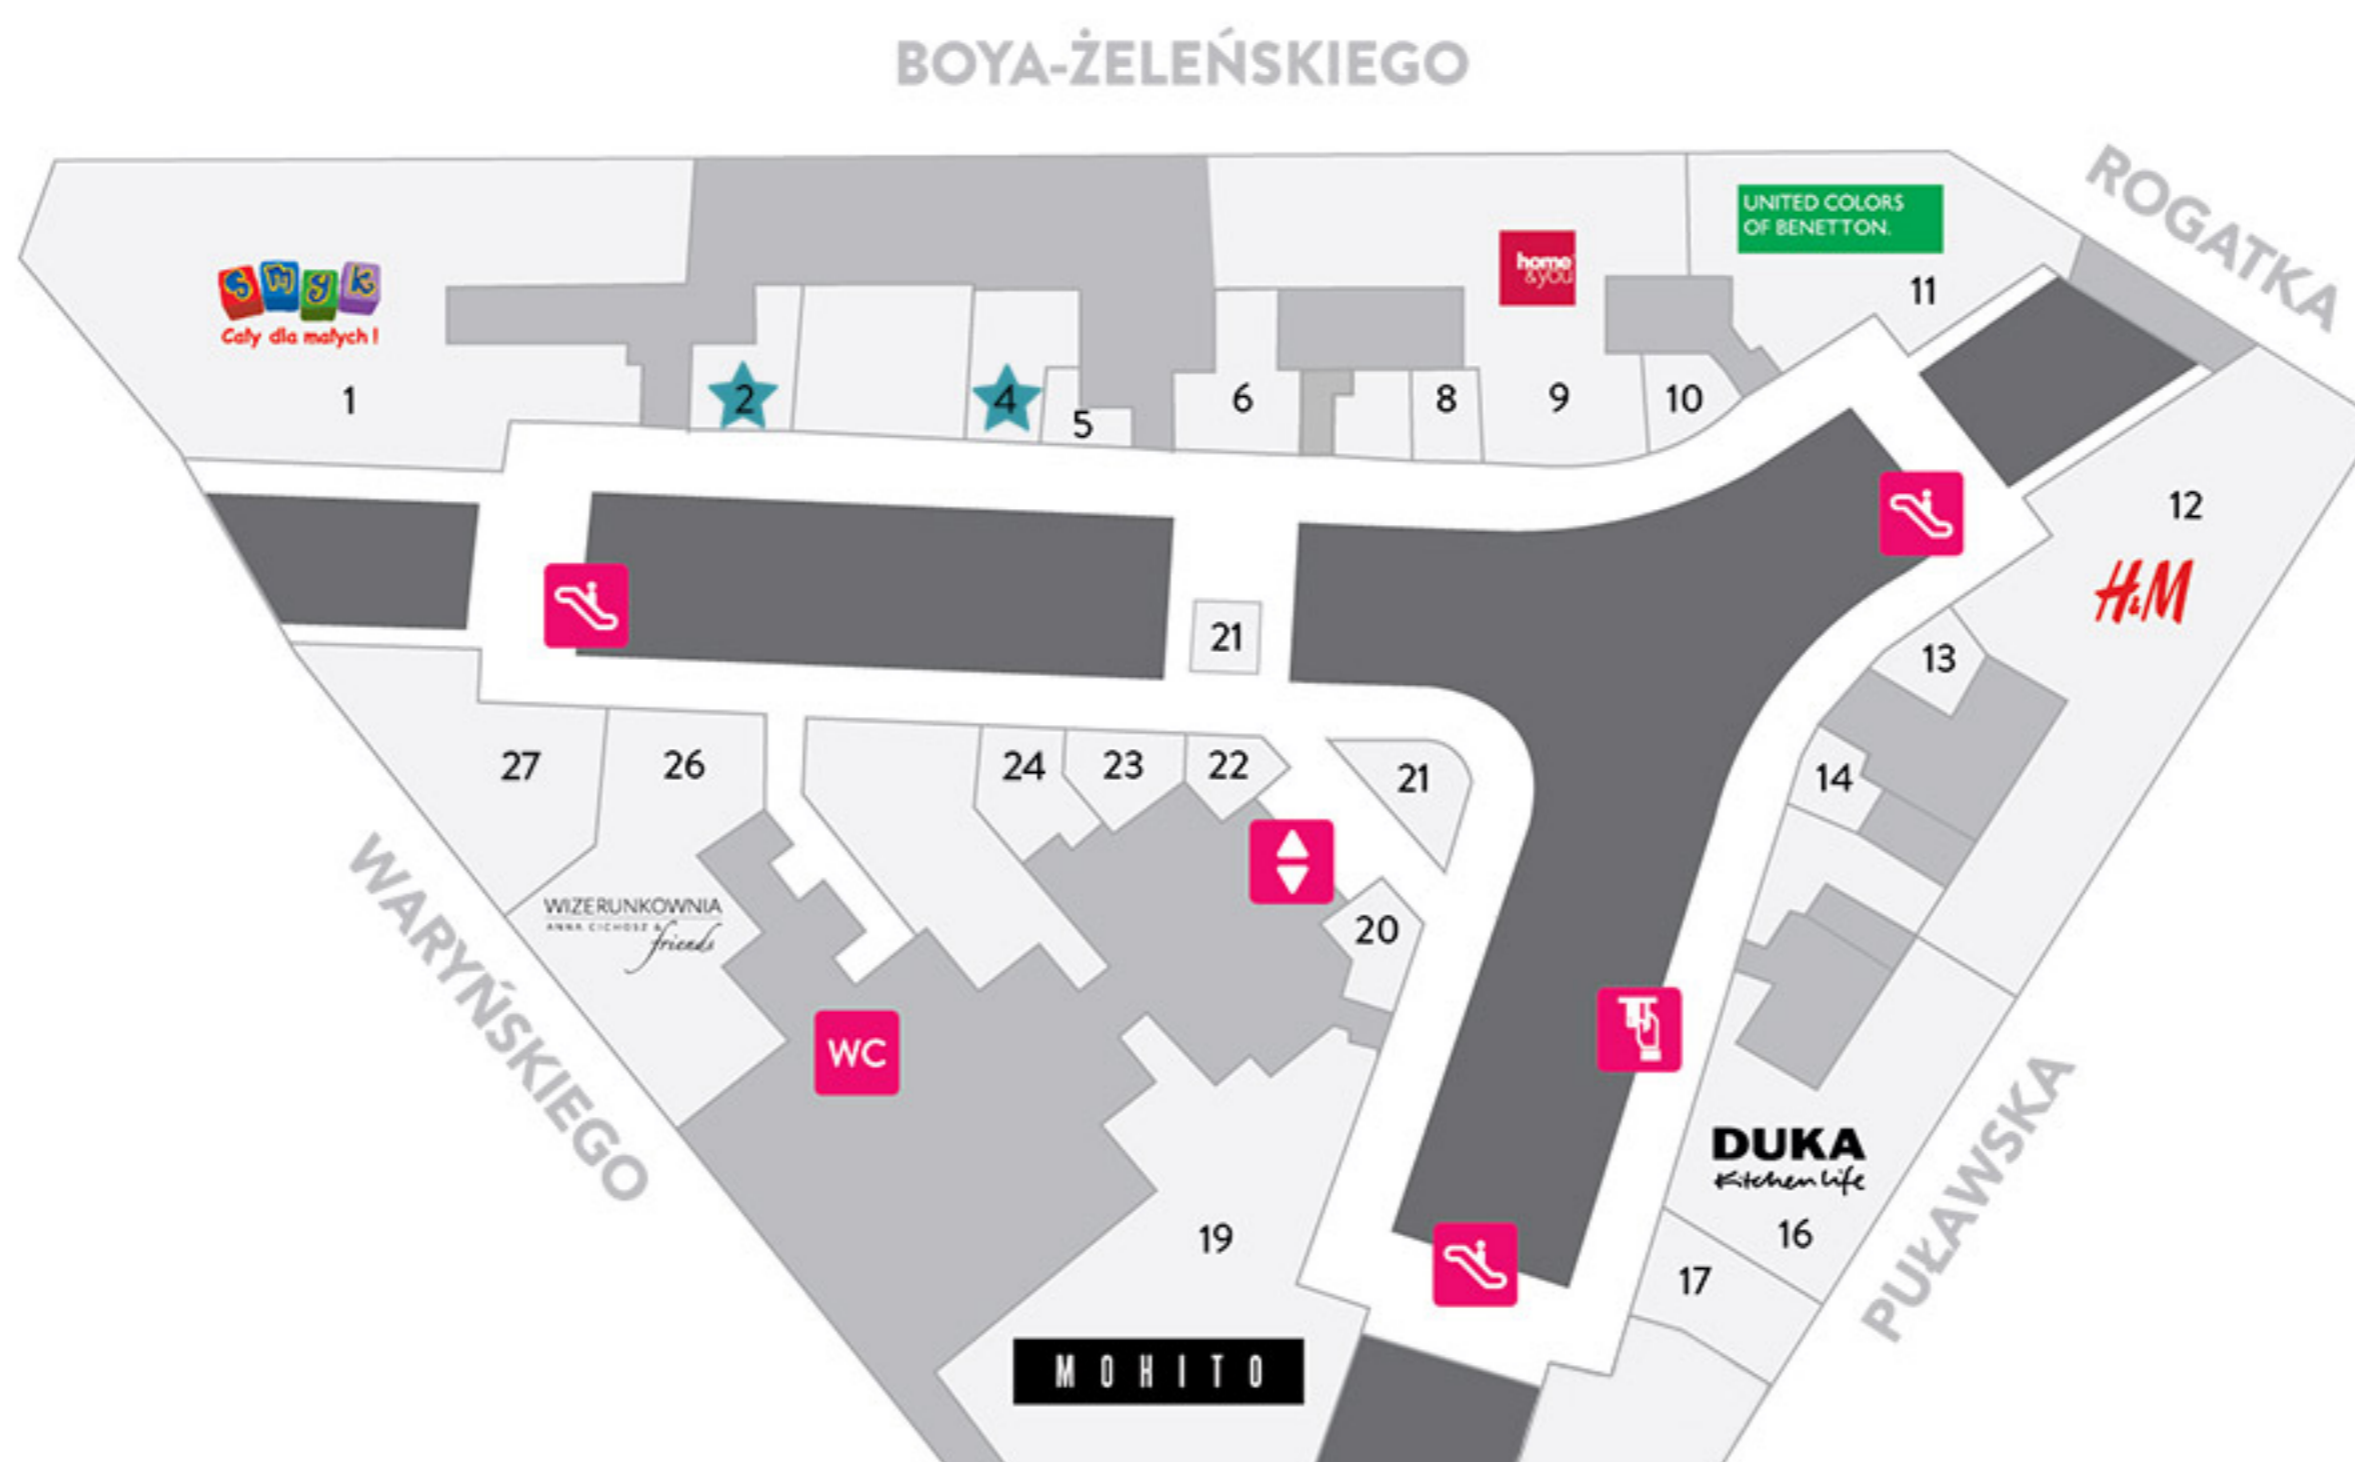 BOYA-ŻELEŃSKIEGO
ROGATKA
UNITED COLORS
OF BENETTON.
home
&you
smyk
Cały dla małych !
11
1
2
4
5
6
8
9
10
12
H&M
21
13
27
26
24
23
22
21
14
WIZERUNKOWNIA
ANNA CICHOSZ &
friends
20
WARYŃSKIEGO
WC
DUKA
Kitchen Life
PUŁAWSKA
19
16
17
MOHITO